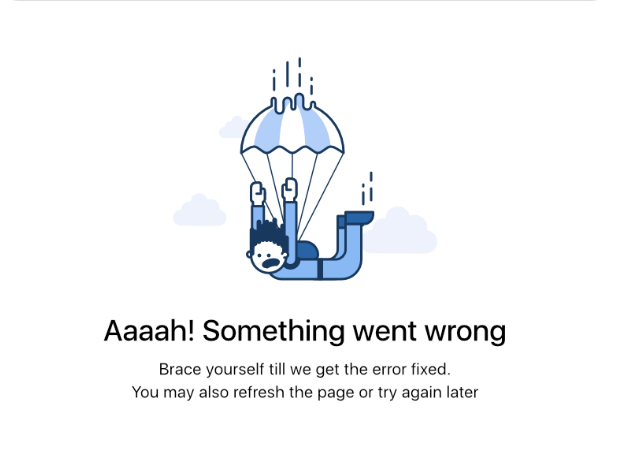 Aaaah! Something went wrong
Brace yourself till we get the error fixed.
You may also refresh the page or try again later